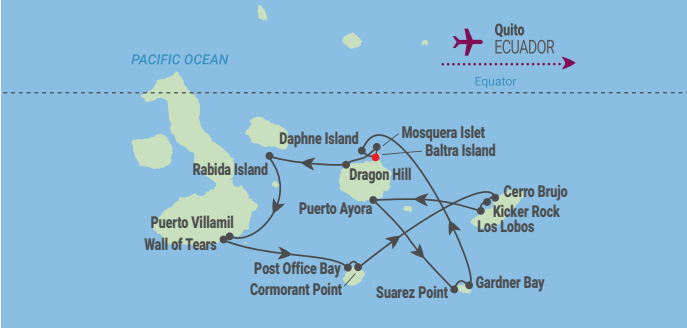 Quito
ECUADOR
PACIFIC OCEAN
Equator
Daphne Island
Mosquera Islet
Baltra Island
Rabida Island
Dragon Hill
Cerro Brujo
Puerto Ayora
Kicker Rock
Los Lobos
Puerto Villamil
Wall of Tears
Post Office Bay
Cormorant Point
Suarez Point
Gardner Bay